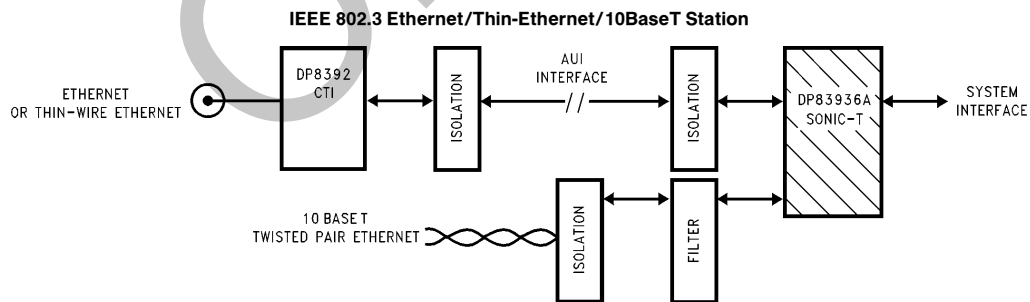 IEEE 802.3 Ethernet/Thin-Ethernet/10BaseT Station
ETHERNET
OR THIN-WIRE ETHERNET
DP8392
CTI
ISOLATION
AUI
INTERFACE
ISOLATION
DP83936A
SONIC-T
SYSTEM
INTERFACE
10 BASE T
TWISTED PAIR ETHERNET
ISOLATION
FILTER